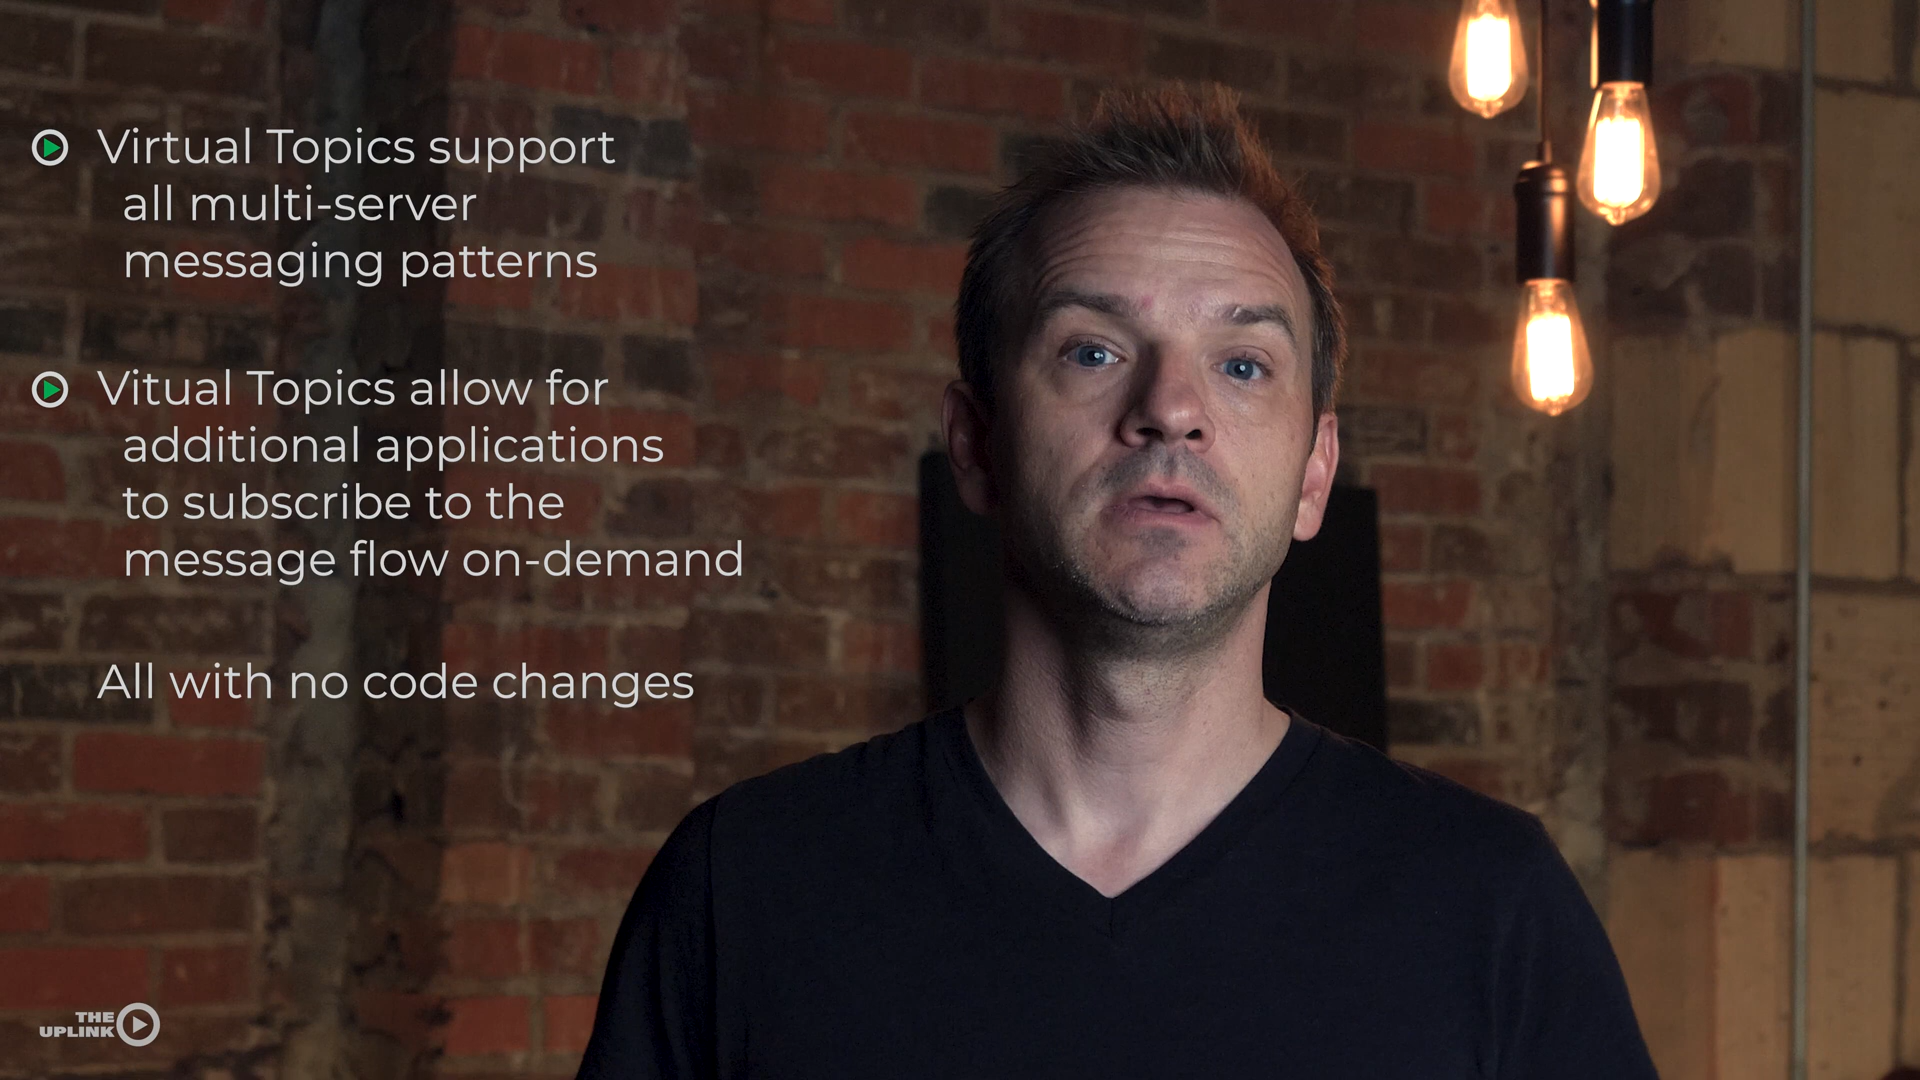 Virtual Topics support
all multi-server
messaging patterns
Vitual Topics allow for
additional applications
to subscribe to the
message flow on-demand
All with no code changes
THE
UPLINK